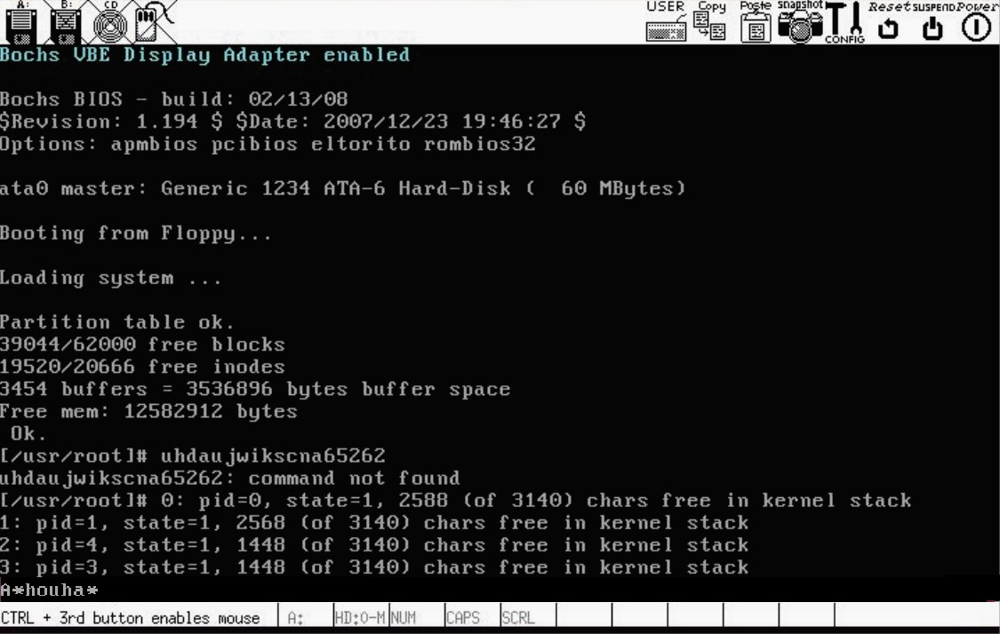 A: B: CD USER Copy Paste snapshot CONFIG Reset SUSPEND Power
Bochs VBE Display Adapter enabled
Bochs BIOS - build: 02/13/08
$Revision: 1.194 $ $Date: 2007/12/23 19:46:27 $
Options: apmbios pcibios eltorito rombios32
ata0 master: Generic 1234 ATA-6 Hard-Disk (  60 MBytes)
Booting from Floppy...
Loading system ...
Partition table ok.
39044/62000 free blocks
19520/20666 free inodes
3454 buffers = 3536896 bytes buffer space
Free mem: 12582912 bytes
 Ok.
[/usr/root]# uhdaujwikscna65262
uhdaujwikscna65262: command not found
[/usr/root]# 0: pid=0, state=1, 2588 (of 3140) chars free in kernel stack
1: pid=1, state=1, 2568 (of 3140) chars free in kernel stack
2: pid=4, state=1, 1448 (of 3140) chars free in kernel stack
3: pid=3, state=1, 1448 (of 3140) chars free in kernel stack
A*houha*
CTRL + 3rd button enables mouse A: HD:0-M NUM CAPS SCRL